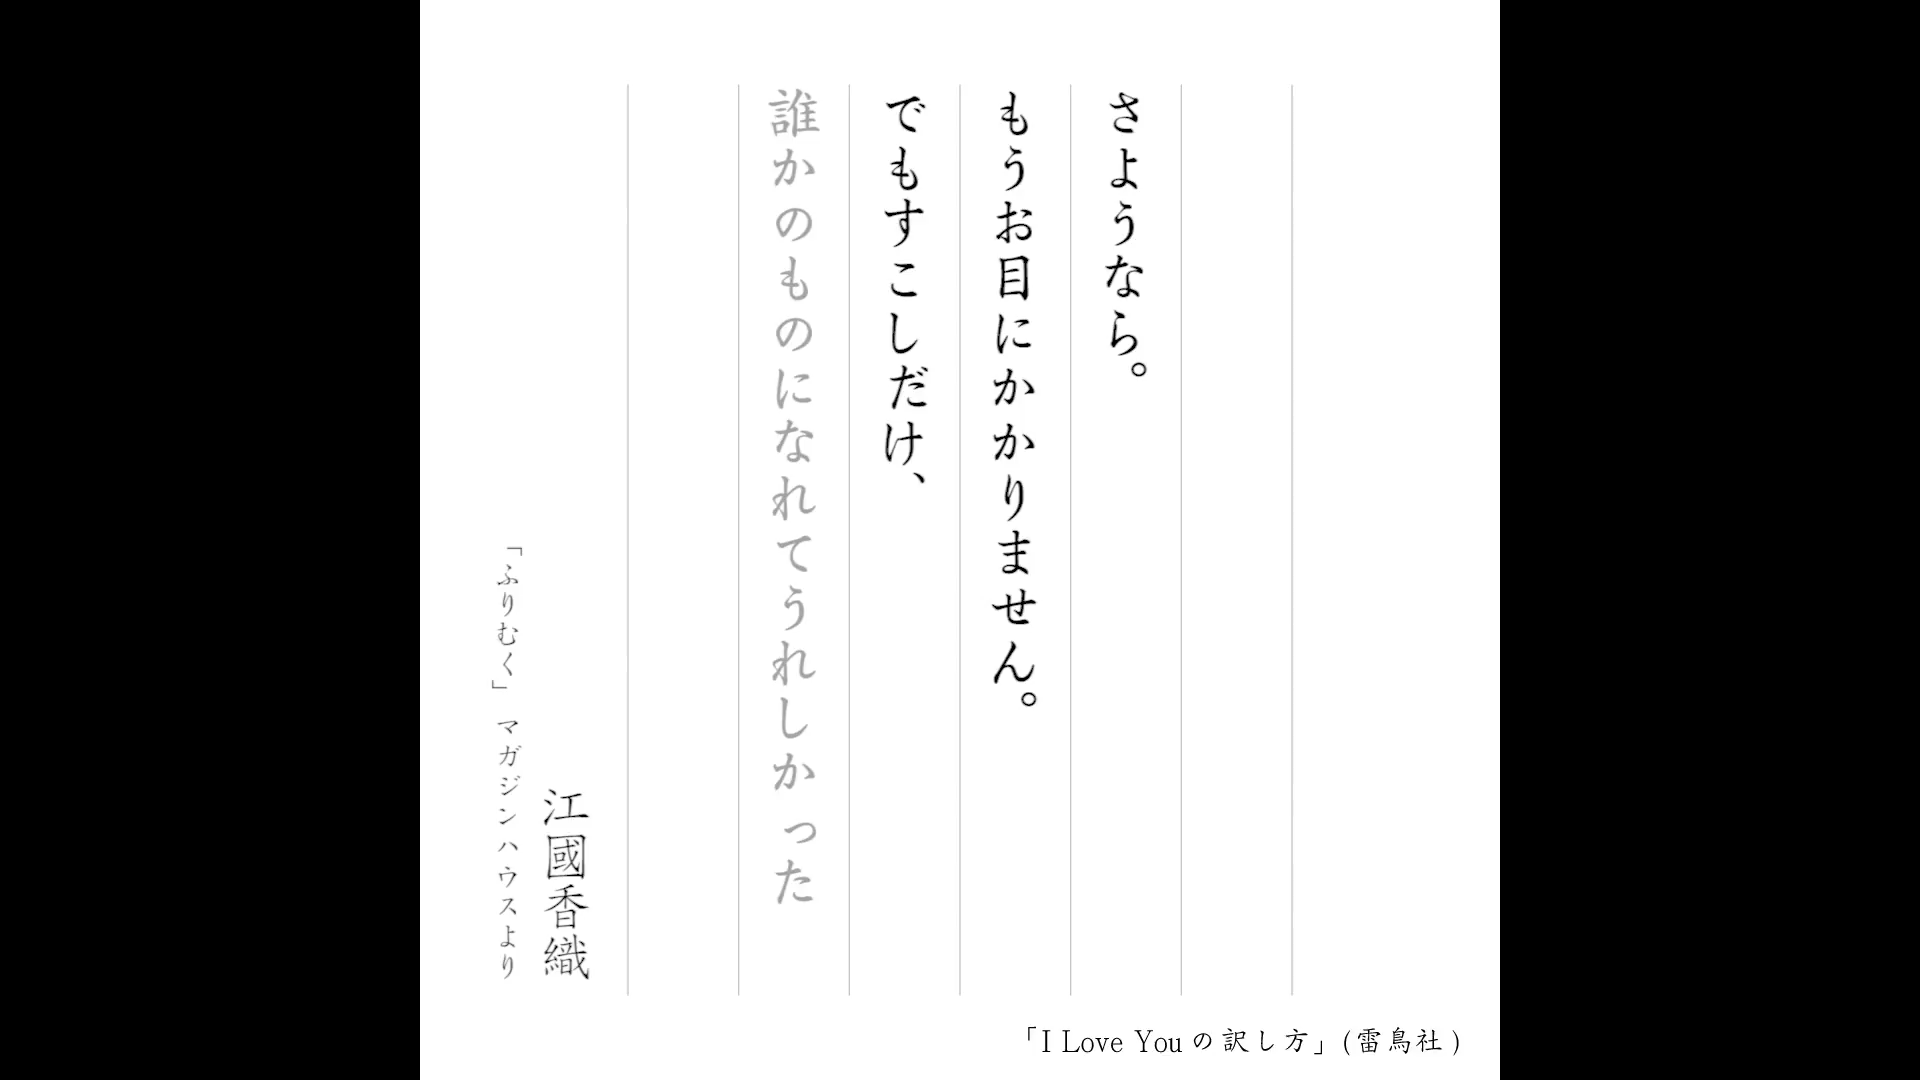 さようなら。
もうお目にかかりません。
でもすこしだけ、
誰かのものになれてうれしかった
江國香織
「ふりむく」 マガジンハウスより
「I Love Youの訳し方」(雷鳥社)